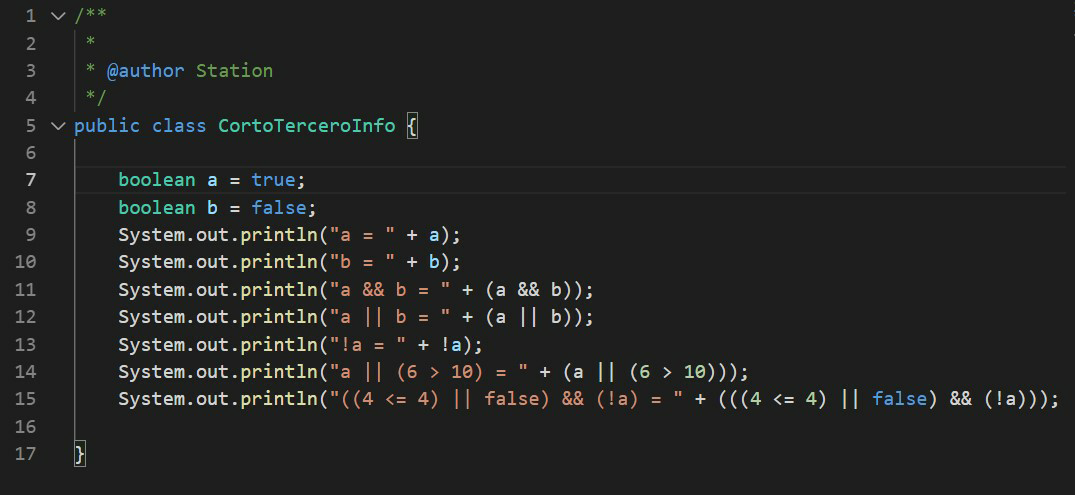 1 /**
2  *
3  * @author Station
4  */
5 public class CortoTerceroInfo {
6
7     boolean a = true;
8     boolean b = false;
9     System.out.println("a = " + a);
10     System.out.println("b = " + b);
11     System.out.println("a && b = " + (a && b));
12     System.out.println("a || b = " + (a || b));
13     System.out.println("!a = " + !a);
14     System.out.println("a || (6 > 10) = " + (a || (6 > 10)));
15     System.out.println("((4 <= 4) || false) && (!a) = " + (((4 <= 4) || false) && (!a)));
16
17 }